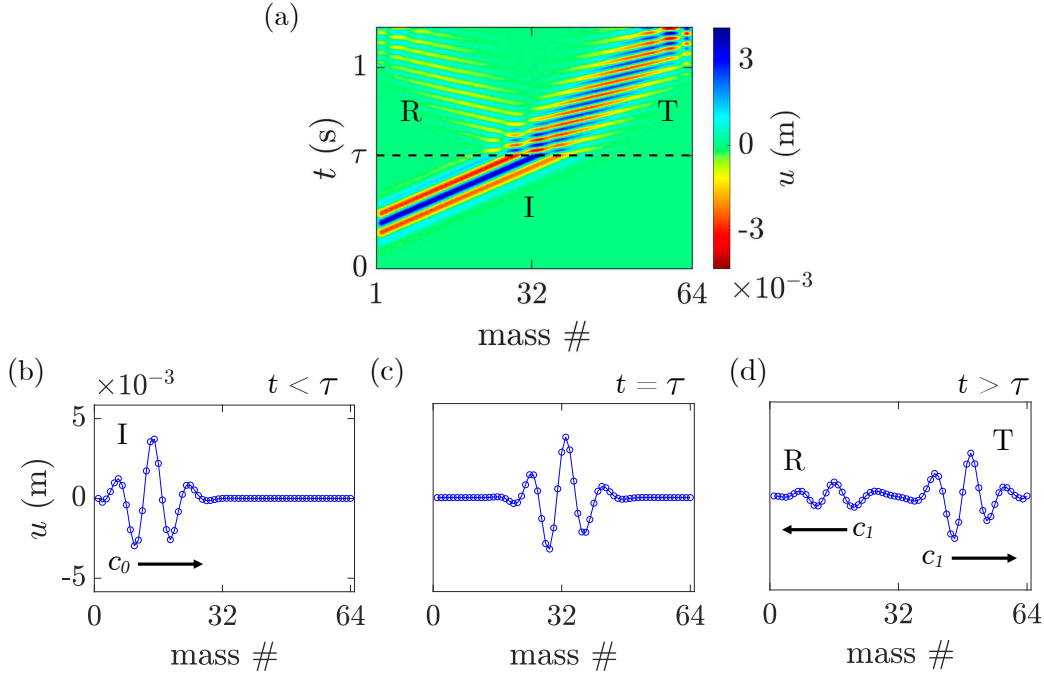 (a)
R
T
I
t (s)
1
τ
0
1
32
64
mass #
3
0
-3
×10⁻³
u (m)
(b)
×10⁻³
t < τ
I
c₀
u (m)
5
0
-5
0
32
64
mass #
(c)
t = τ
0
32
64
mass #
(d)
t > τ
R
T
c₁
c₁
0
32
64
mass #